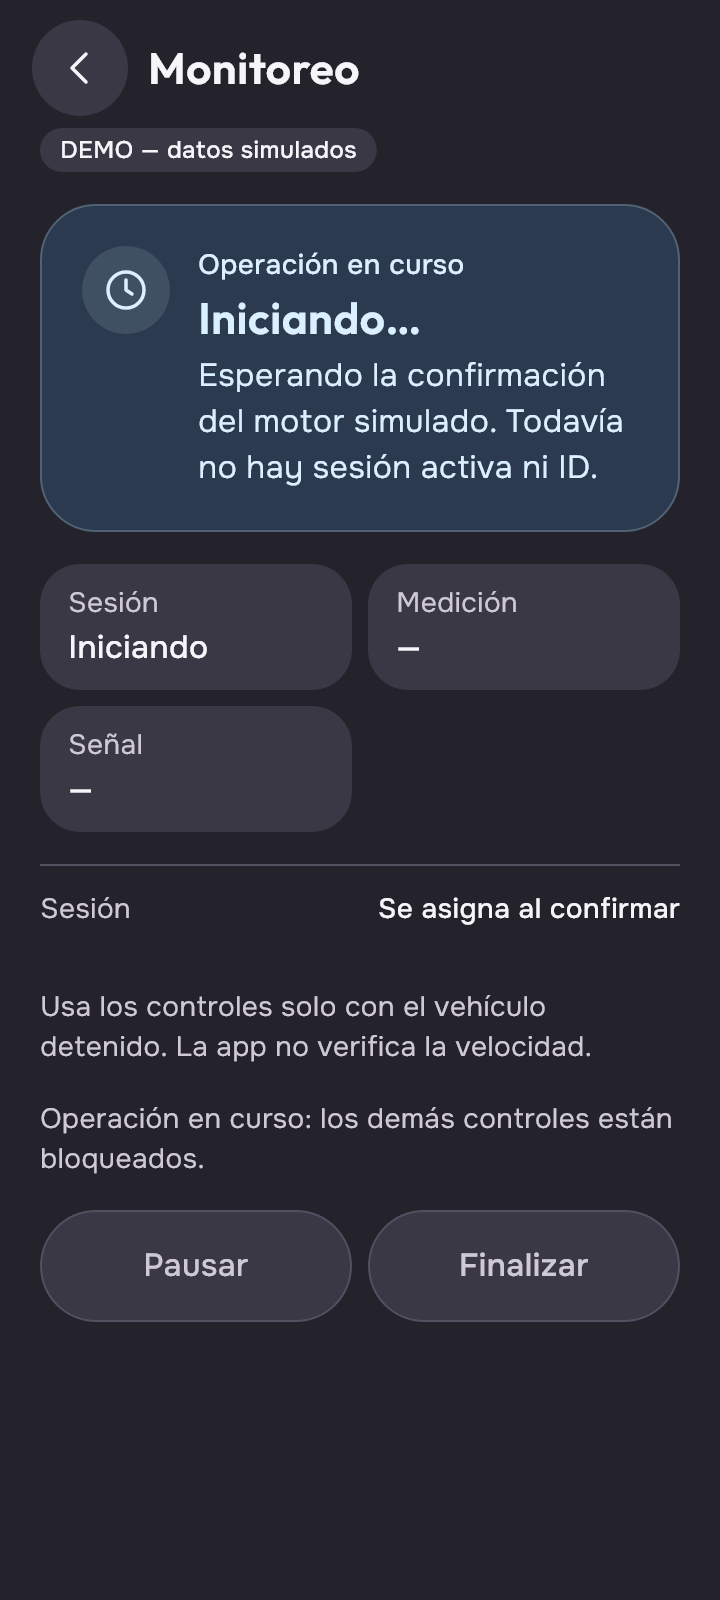 Monitoreo
DEMO — datos simulados
Operación en curso
Iniciando...
Esperando la confirmación
del motor simulado. Todavía
no hay sesión activa ni ID.
Sesión
Iniciando
Medición
—
Señal
—
Sesión
Se asigna al confirmar
Usa los controles solo con el vehículo
detenido. La app no verifica la velocidad.
Operación en curso: los demás controles están
bloqueados.
Pausar
Finalizar